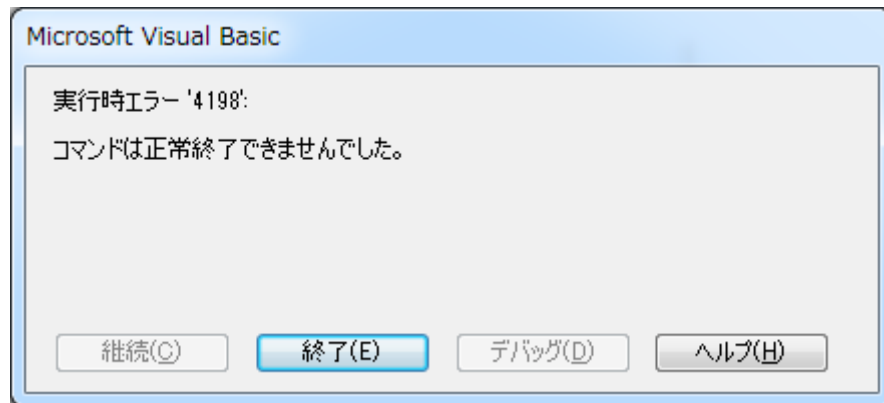 Microsoft Visual Basic
実行時エラー '4198':
コマンドは正常終了できませんでした。
継続(C) 終了(E) デバッグ(D) ヘルプ(H)